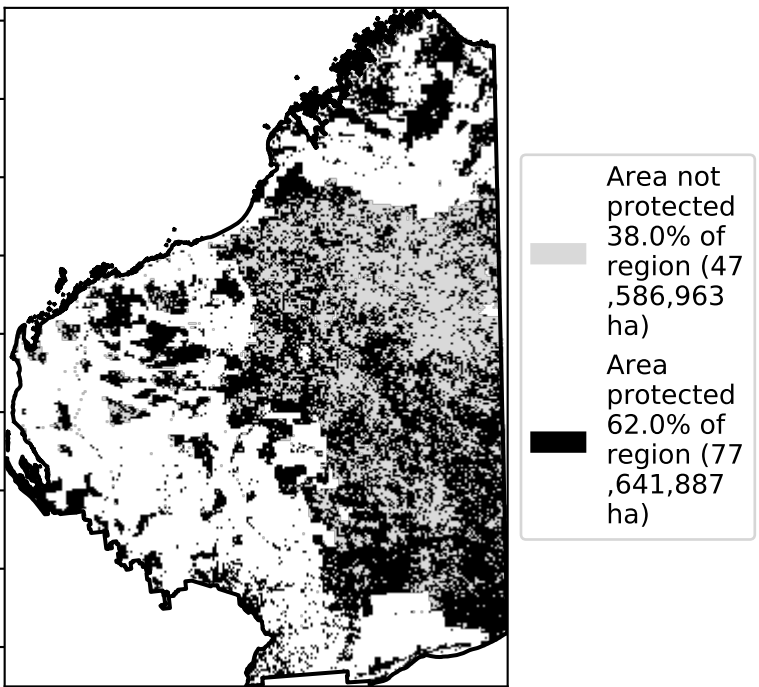 Area not
protected
38.0% of
region (47
,586,963
ha)
Area
protected
62.0% of
region (77
,641,887
ha)